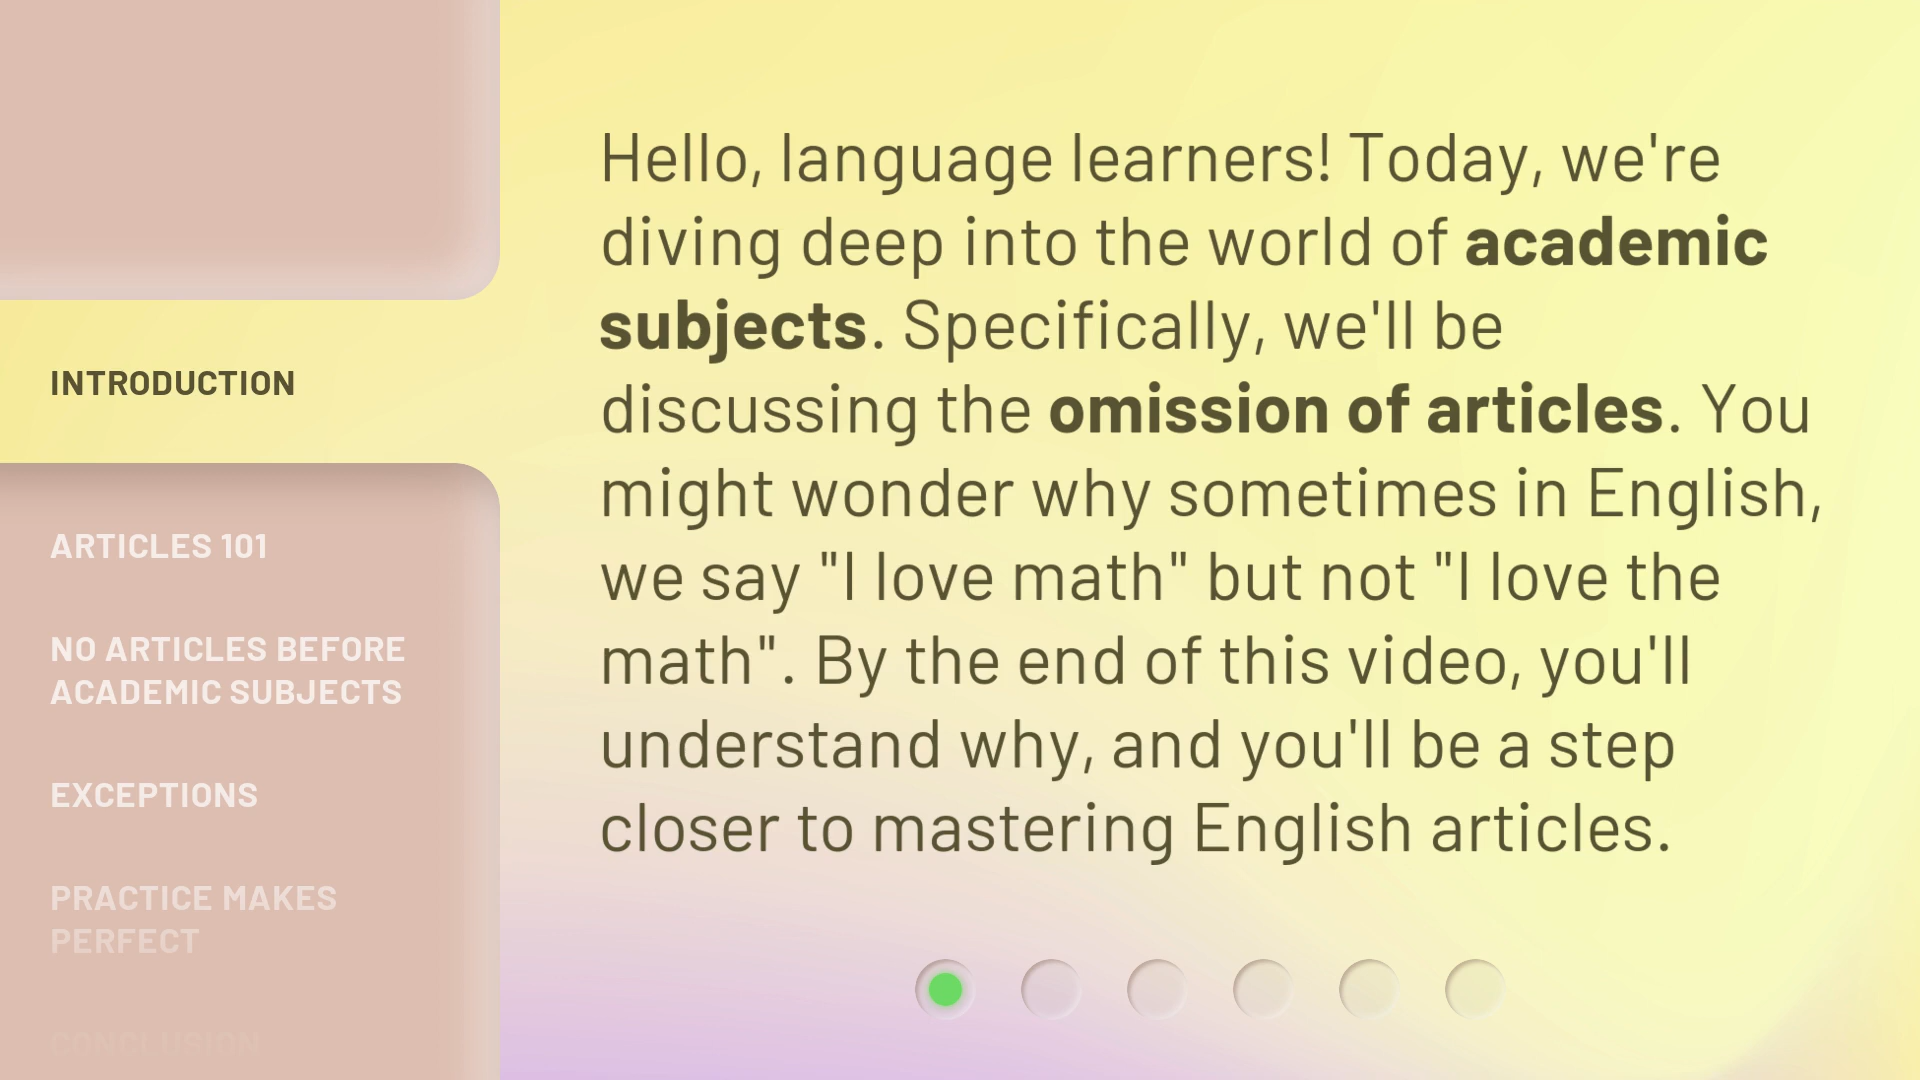 INTRODUCTION
ARTICLES 101
NO ARTICLES BEFORE
ACADEMIC SUBJECTS
EXCEPTIONS
PRACTICE MAKES
PERFECT
CONCLUSION
Hello, language learners! Today, we're
diving deep into the world of academic
subjects. Specifically, we'll be
discussing the omission of articles. You
might wonder why sometimes in English,
we say "I love math" but not "I love the
math". By the end of this video, you'll
understand why, and you'll be a step
closer to mastering English articles.